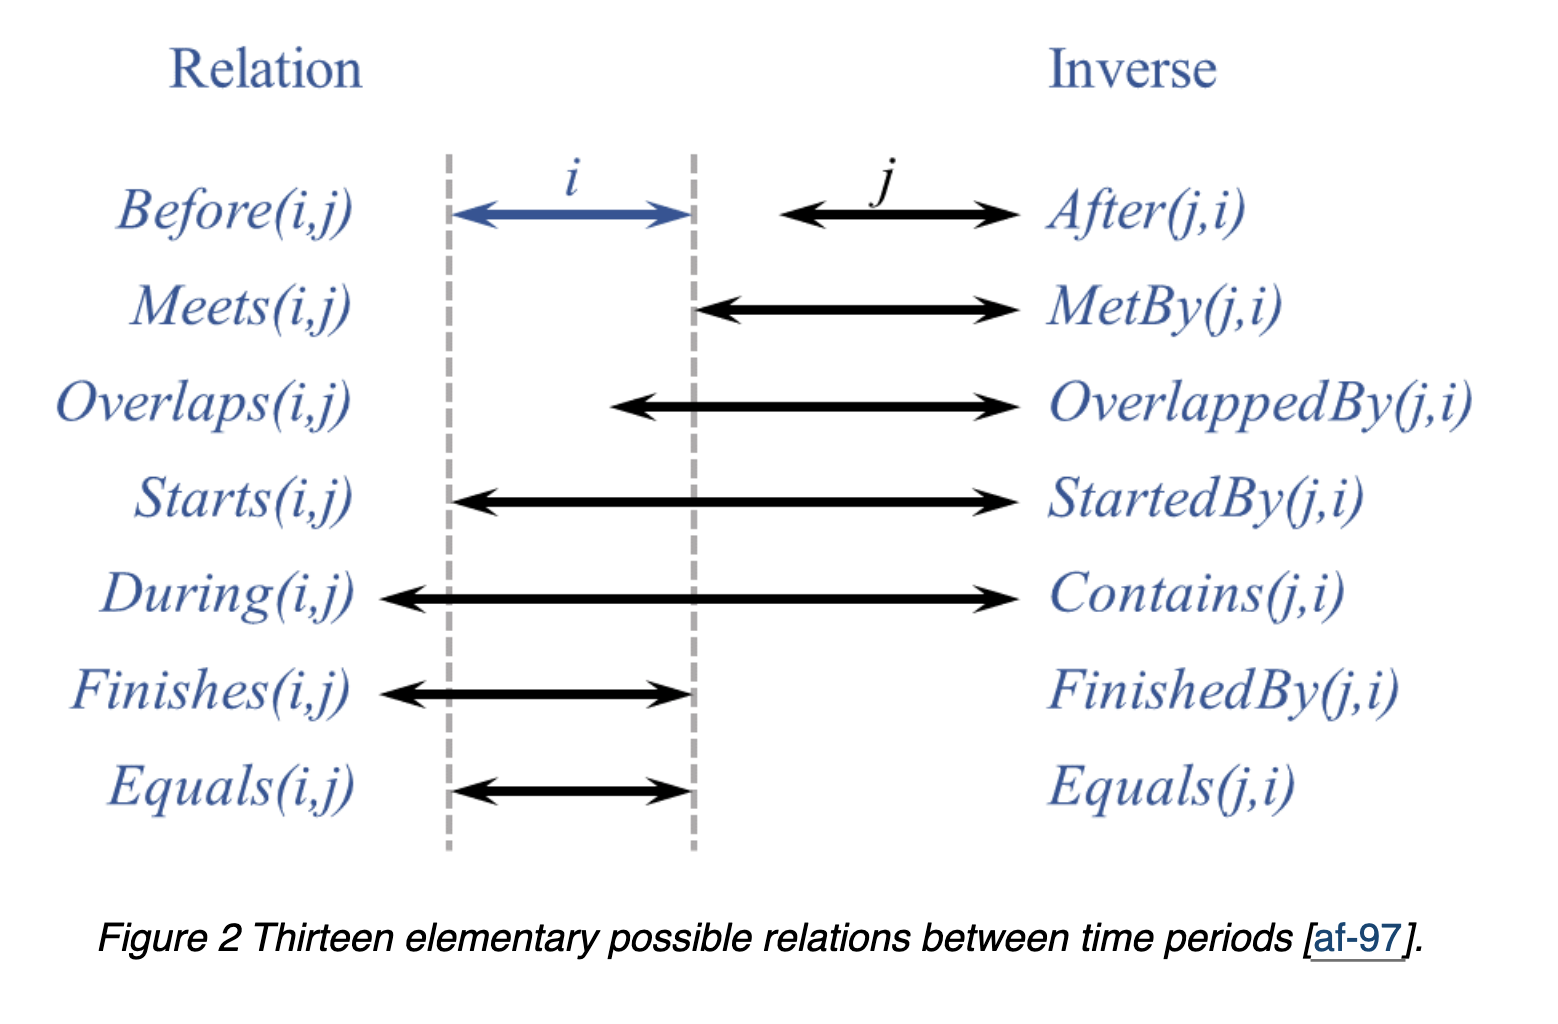 Relation Inverse
i j
Before(i,j) After(j,i)
Meets(i,j) MetBy(j,i)
Overlaps(i,j) OverlappedBy(j,i)
Starts(i,j) StartedBy(j,i)
During(i,j) Contains(j,i)
Finishes(i,j) FinishedBy(j,i)
Equals(i,j) Equals(j,i)
Figure 2 Thirteen elementary possible relations between time periods [af-97].